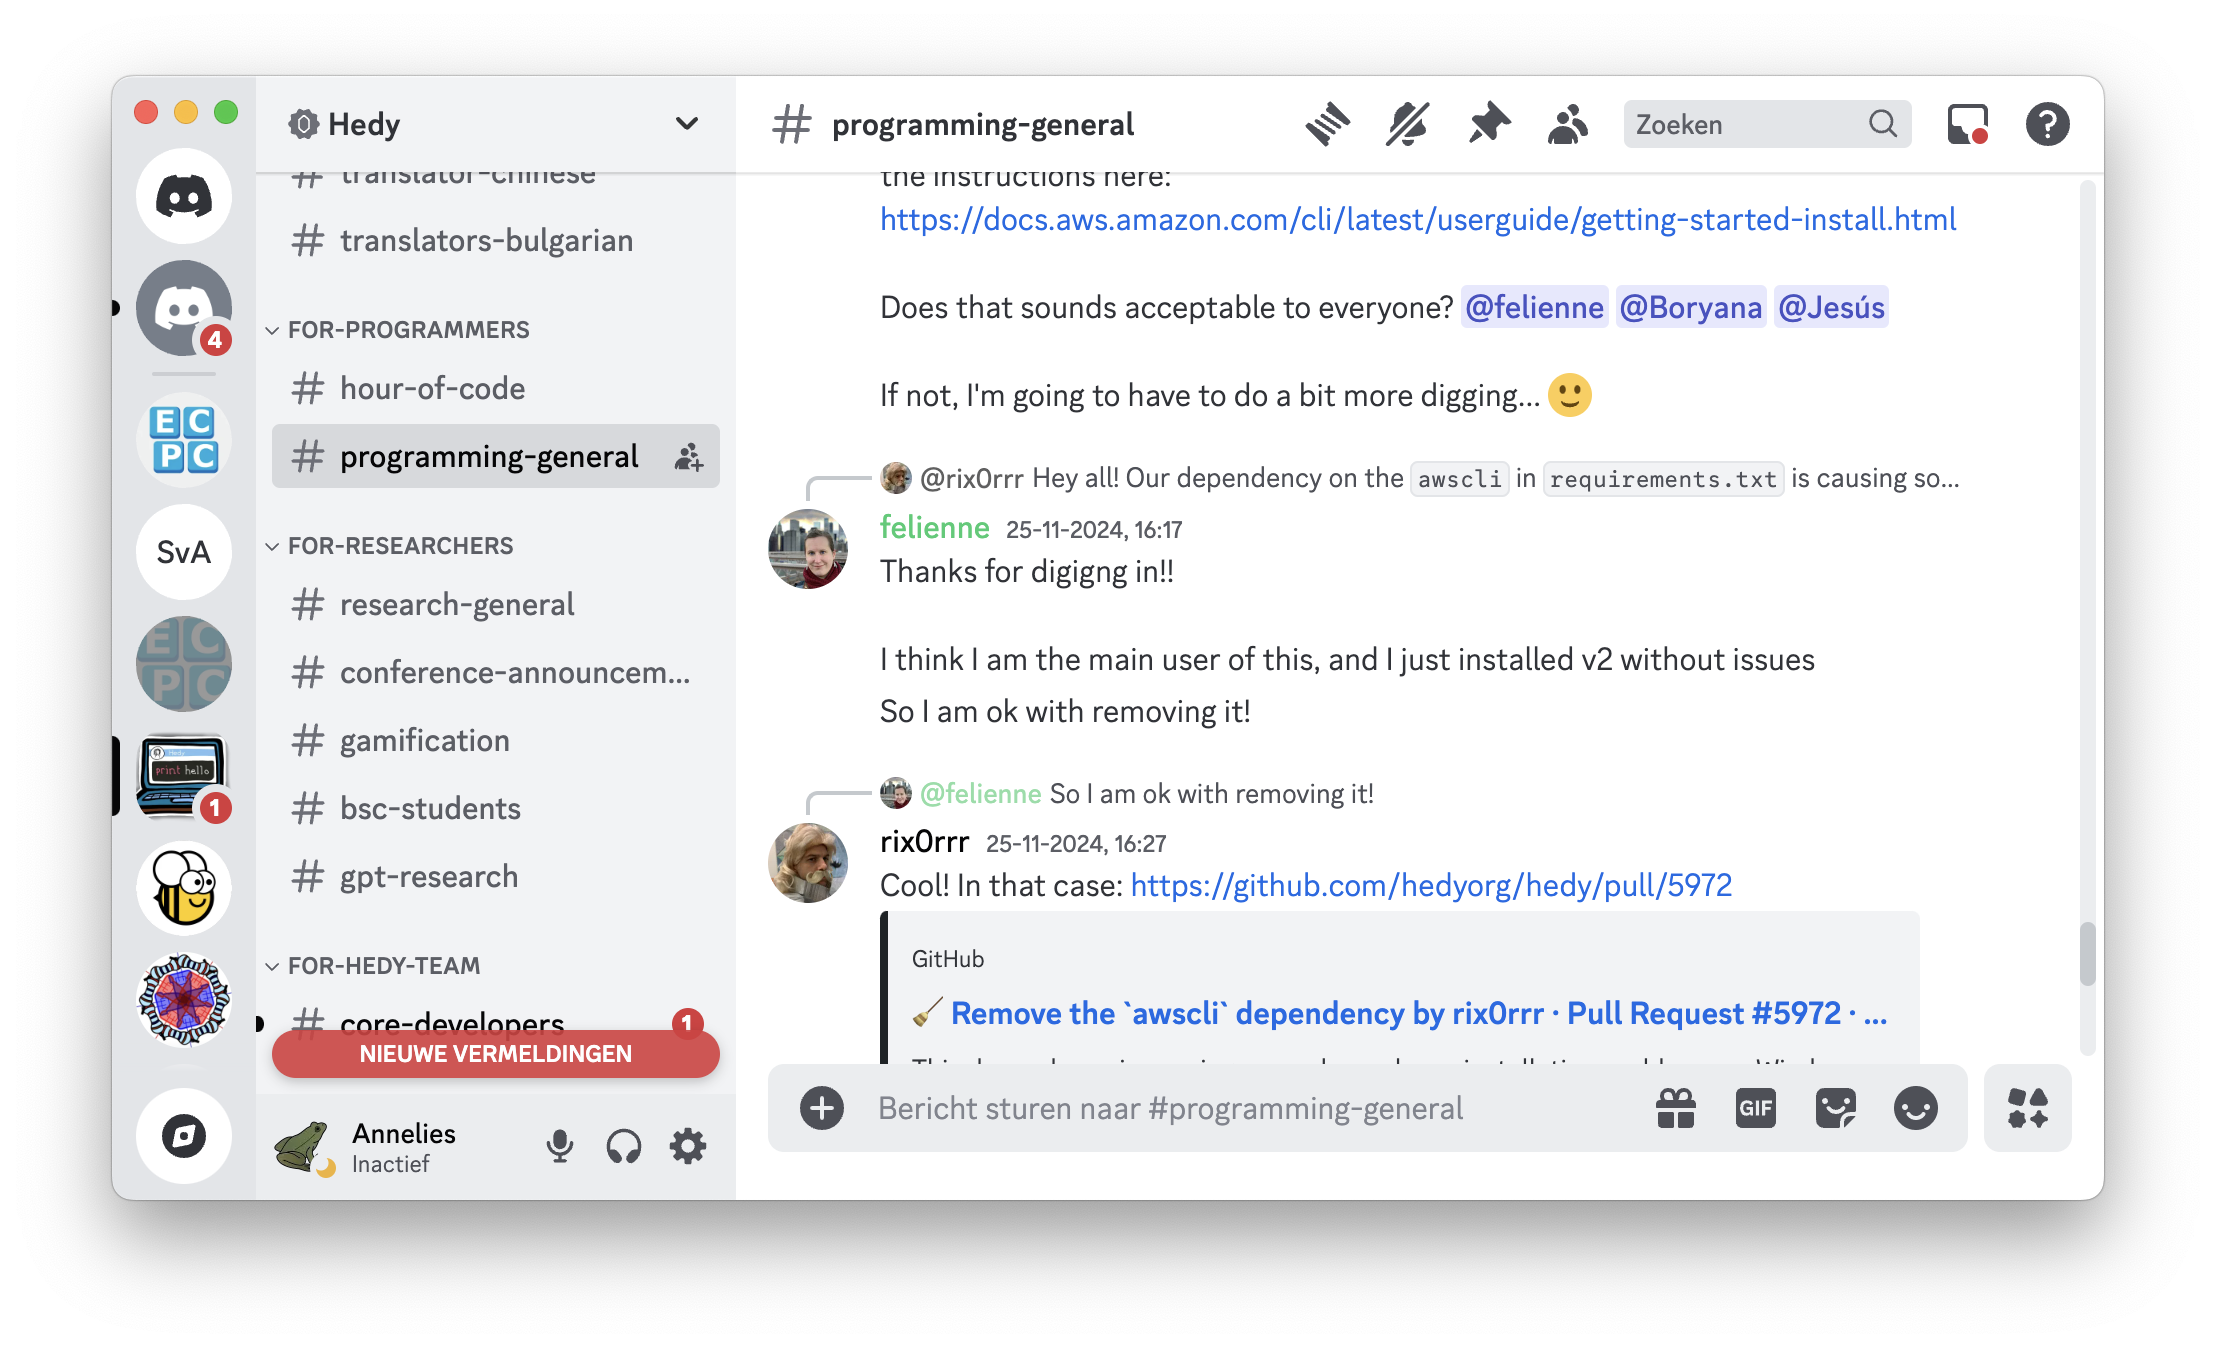 Hedy
translator-chinese
translators-bulgarian
FOR-PROGRAMMERS
hour-of-code
programming-general
FOR-RESEARCHERS
research-general
conference-announcem...
gamification
bsc-students
gpt-research
FOR-HEDY-TEAM
core-developers 1
NIEUWE VERMELDINGEN
Annelies
Inactief
4
E C
P C
SvA
E C
P C
print hello
1
# programming-general
Zoeken
the instructions here:
https://docs.aws.amazon.com/cli/latest/userguide/getting-started-install.html
Does that sounds acceptable to everyone? @felienne @Boryana @Jesús
If not, I'm going to have to do a bit more digging...
@rix0rrr Hey all! Our dependency on the awscli in requirements.txt is causing so...
felienne 25-11-2024, 16:17
Thanks for digigng in!!
I think I am the main user of this, and I just installed v2 without issues
So I am ok with removing it!
@felienne So I am ok with removing it!
rix0rrr 25-11-2024, 16:27
Cool! In that case: https://github.com/hedyorg/hedy/pull/5972
GitHub
Remove the `awscli` dependency by rix0rrr · Pull Request #5972 · ...
Bericht sturen naar #programming-general
GIF